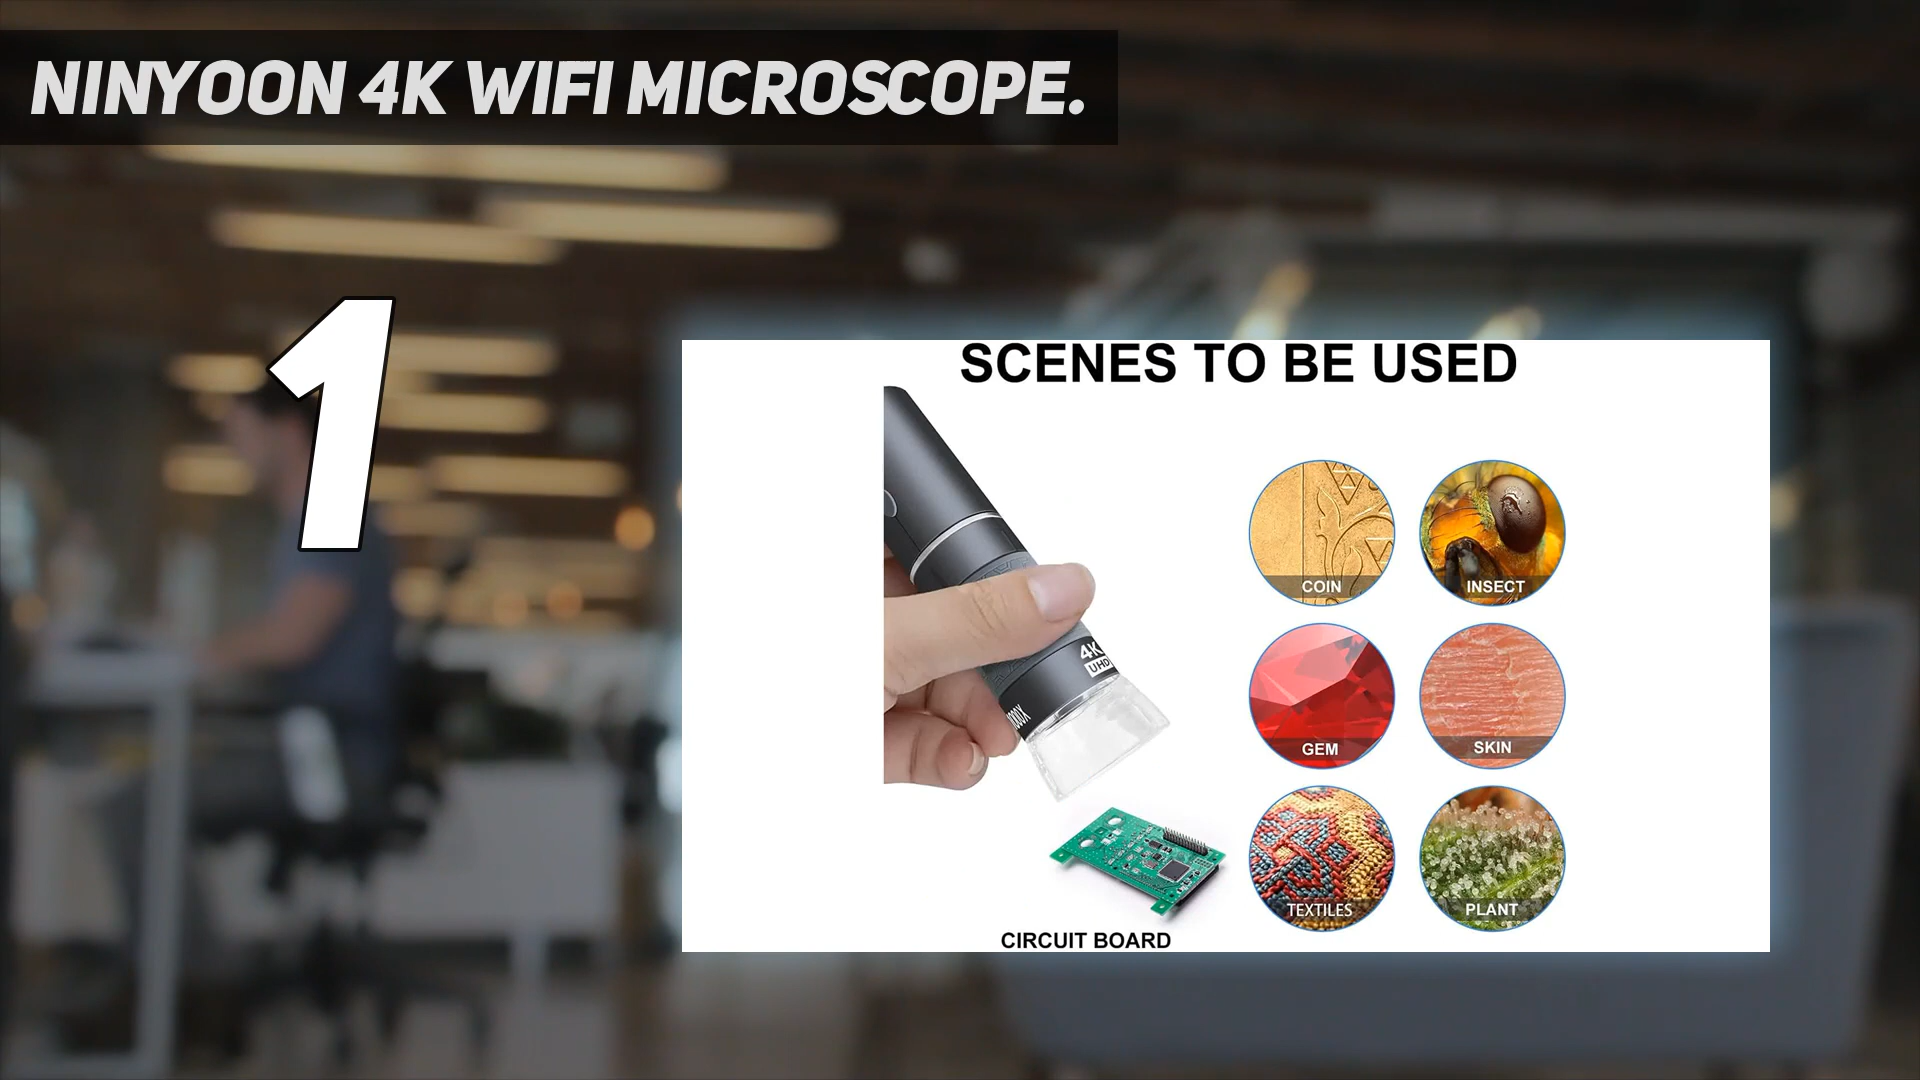 NINYOON 4K WIFI MICROSCOPE.
1
SCENES TO BE USED
COIN
INSECT
4K
UHD
GEM
SKIN
TEXTILES
PLANT
CIRCUIT BOARD